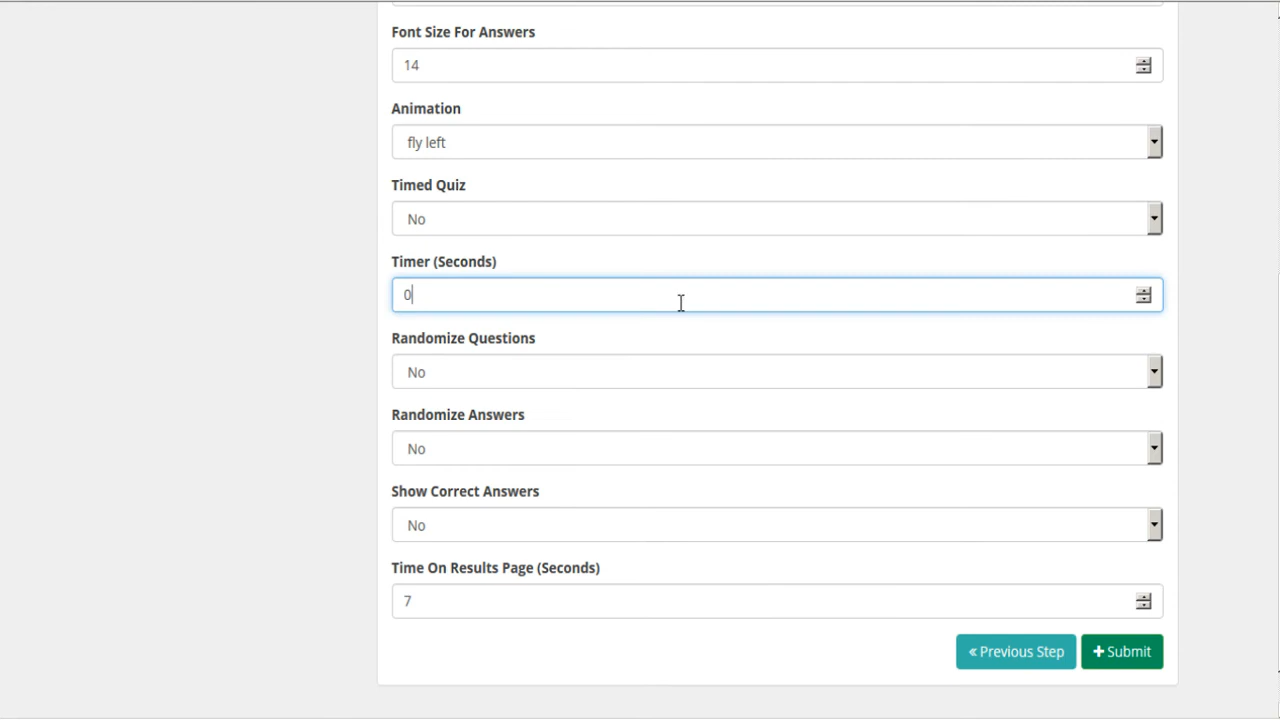 Font Size For Answers
14
Animation
fly left
Timed Quiz
No
Timer (Seconds)
0
Randomize Questions
No
Randomize Answers
No
Show Correct Answers
No
Time On Results Page (Seconds)
7
« Previous Step
+ Submit